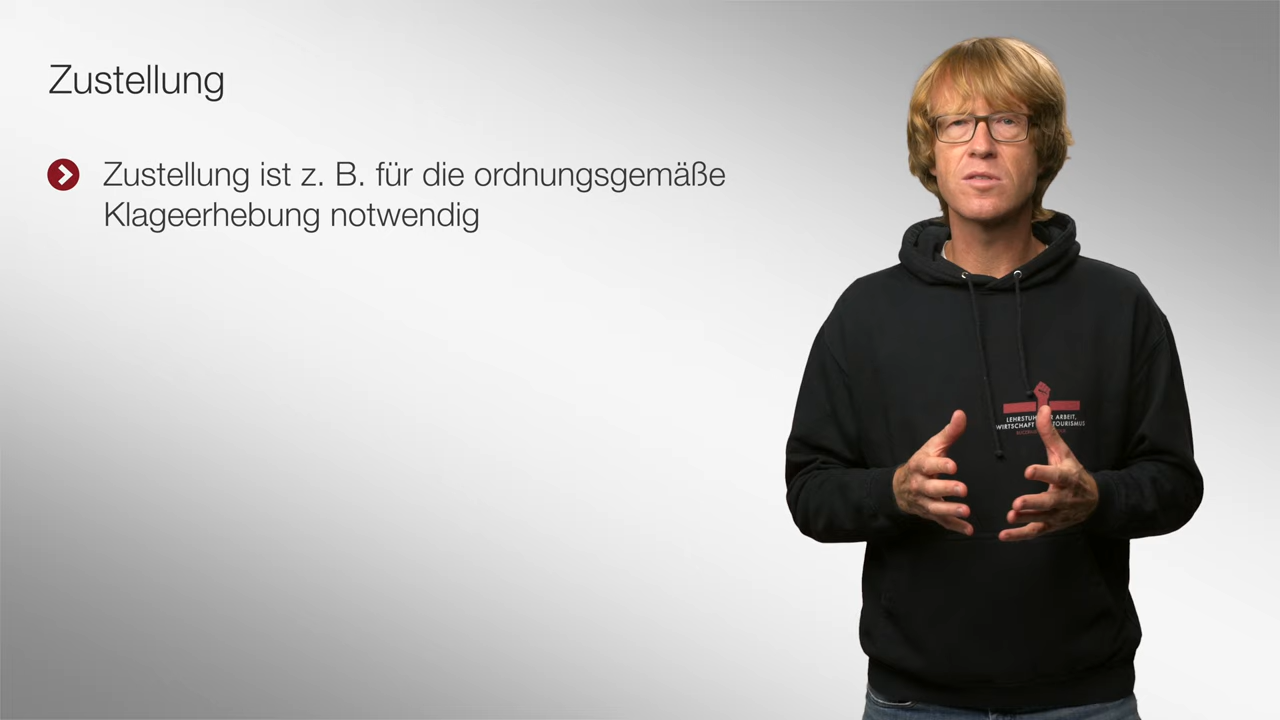 Zustellung
Zustellung ist z. B. für die ordnungsgemäße
Klageerhebung notwendig
LEHRSTUHL ARBEIT,
WIRTSCHAFT TOURISMUS